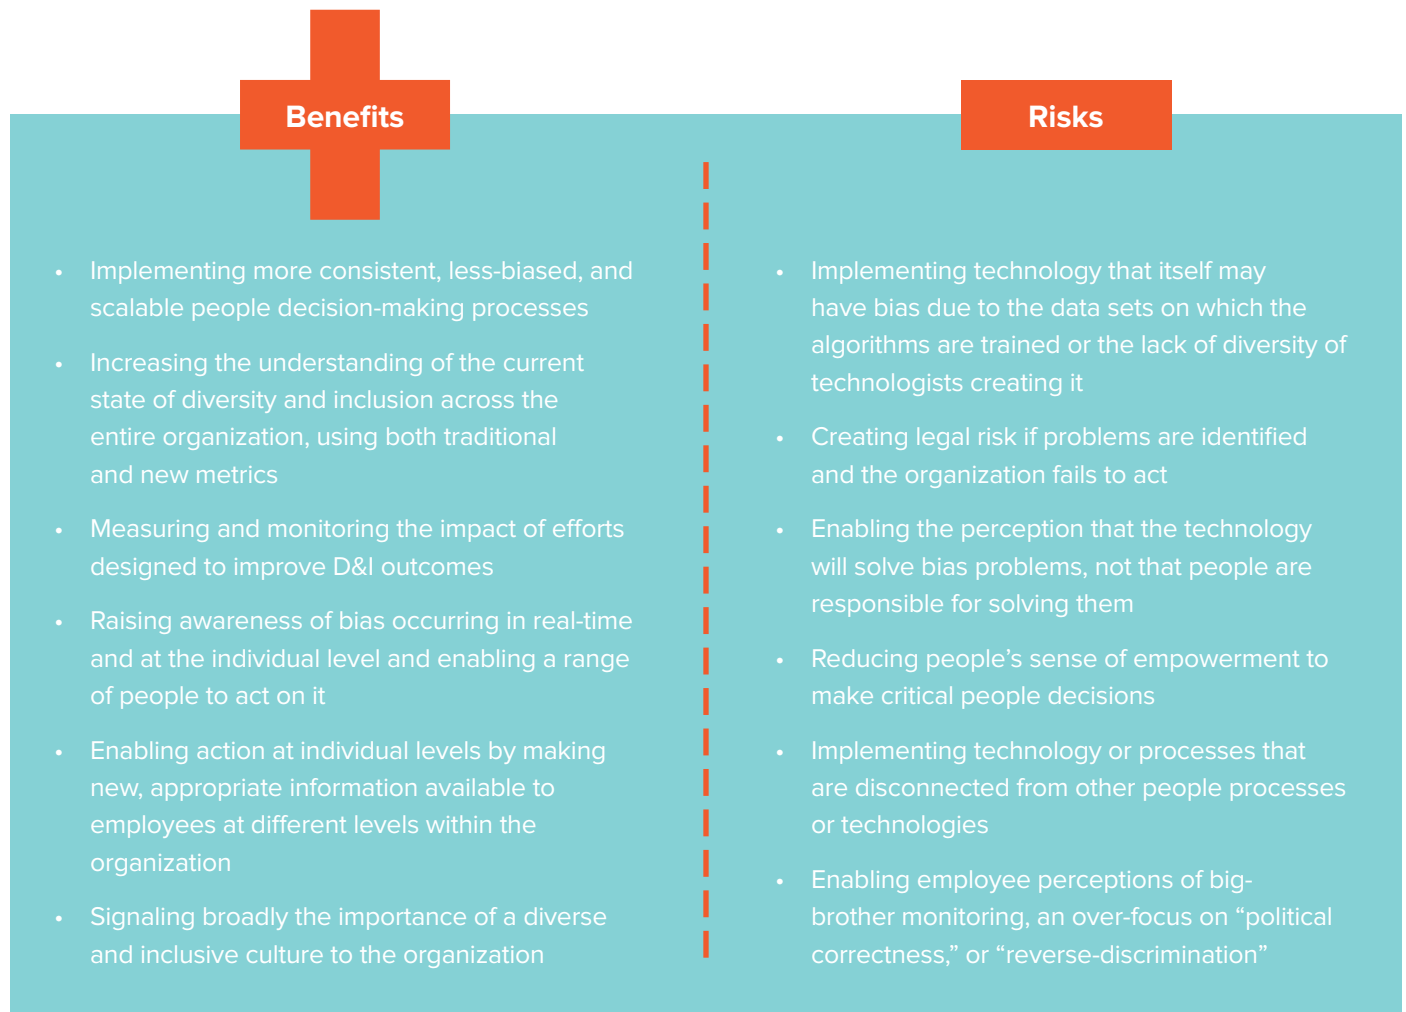 Benefits
• Implementing more consistent, less-biased, and
scalable people decision-making processes
• Increasing the understanding of the current
state of diversity and inclusion across the
entire organization, using both traditional
and new metrics
• Measuring and monitoring the impact of efforts
designed to improve D&I outcomes
• Raising awareness of bias occurring in real-time
and at the individual level and enabling a range
of people to act on it
• Enabling action at individual levels by making
new, appropriate information available to
employees at different levels within the
organization
• Signaling broadly the importance of a diverse
and inclusive culture to the organization
Risks
• Implementing technology that itself may
have bias due to the data sets on which the
algorithms are trained or the lack of diversity of
technologists creating it
• Creating legal risk if problems are identified
and the organization fails to act
• Enabling the perception that the technology
will solve bias problems, not that people are
responsible for solving them
• Reducing people’s sense of empowerment to
make critical people decisions
• Implementing technology or processes that
are disconnected from other people processes
or technologies
• Enabling employee perceptions of big-
brother monitoring, an over-focus on “political
correctness,” or “reverse-discrimination”